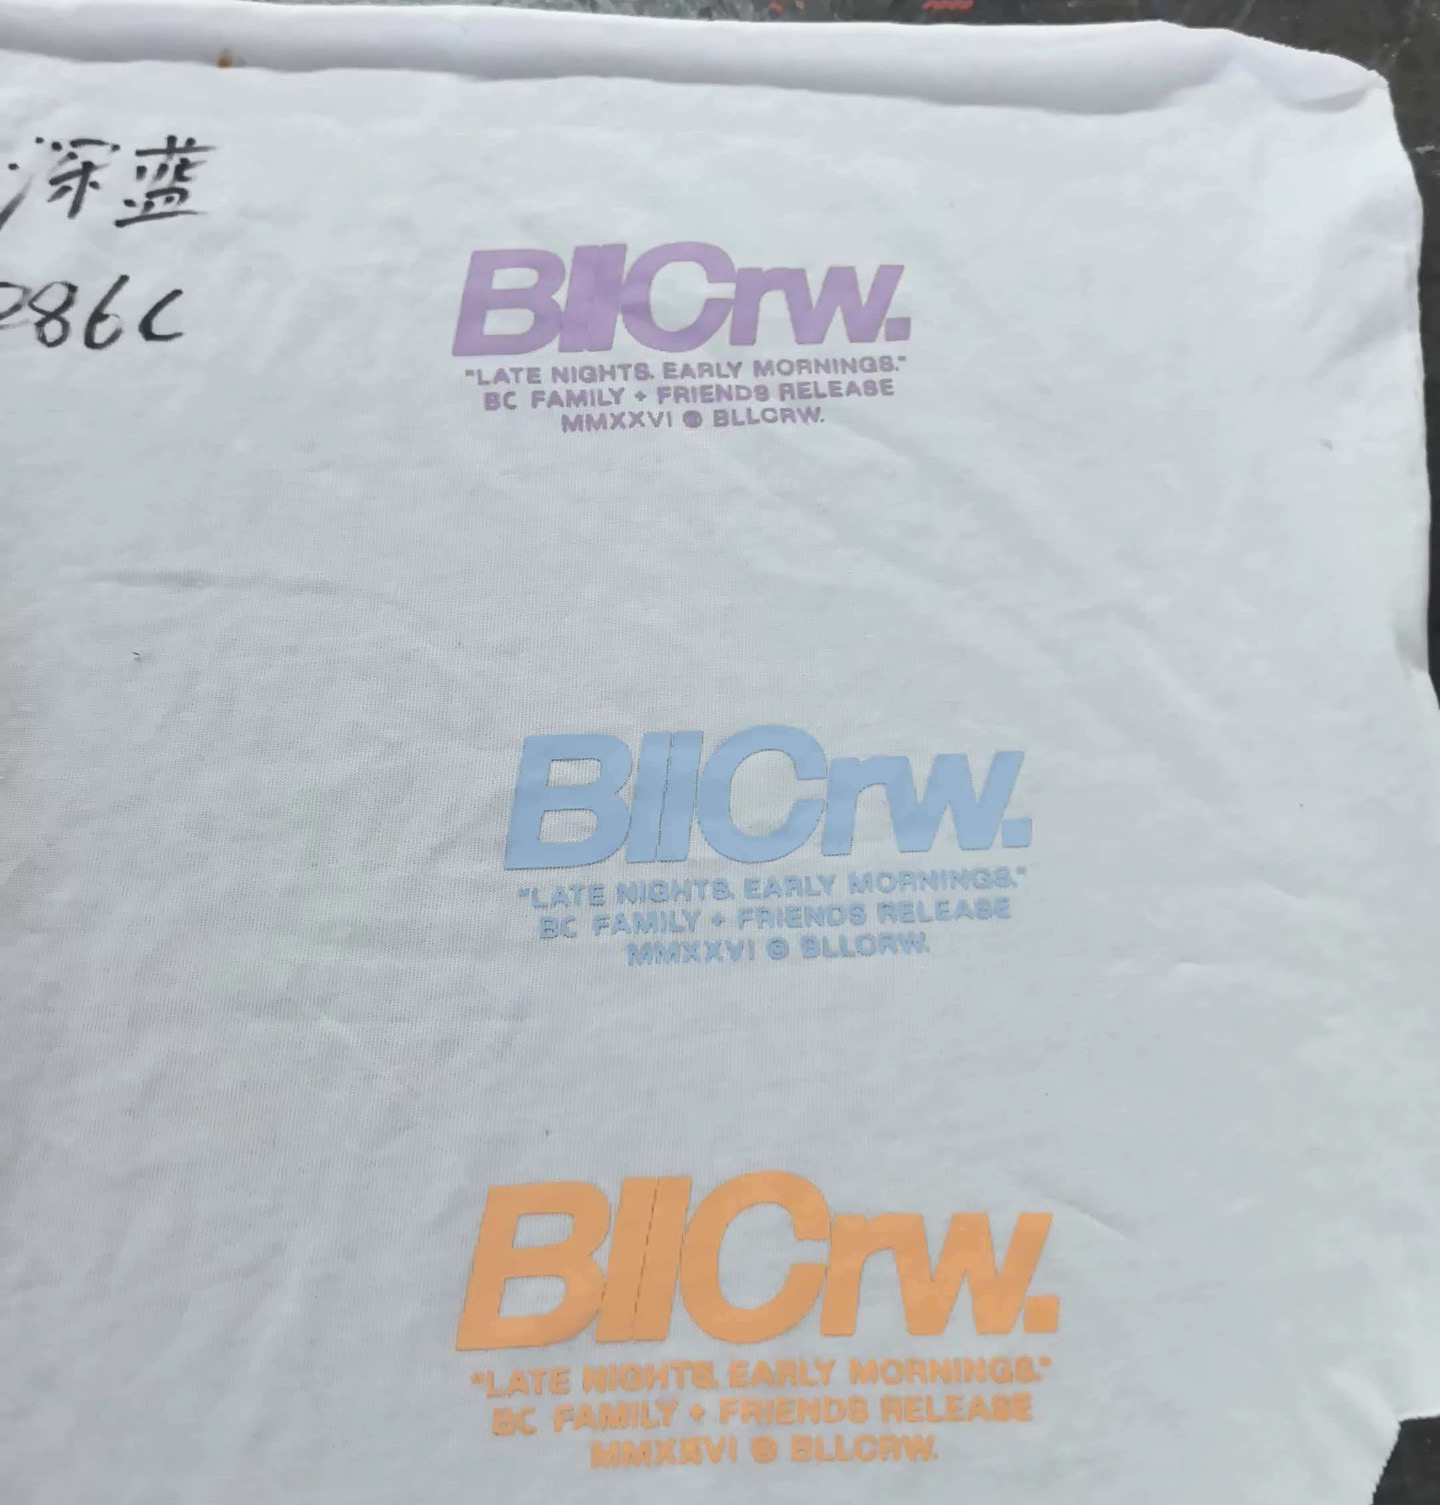 深蓝
286C
BllCrw.
"LATE NIGHTS. EARLY MORNINGS."
BC FAMILY + FRIENDS RELEASE
MMXXVI © BLLCRW.
BllCrw.
"LATE NIGHTS. EARLY MORNINGS."
BC FAMILY + FRIENDS RELEASE
MMXXVI © BLLCRW.
BllCrw.
"LATE NIGHTS. EARLY MORNINGS."
BC FAMILY + FRIENDS RELEASE
MMXXVI © BLLCRW.